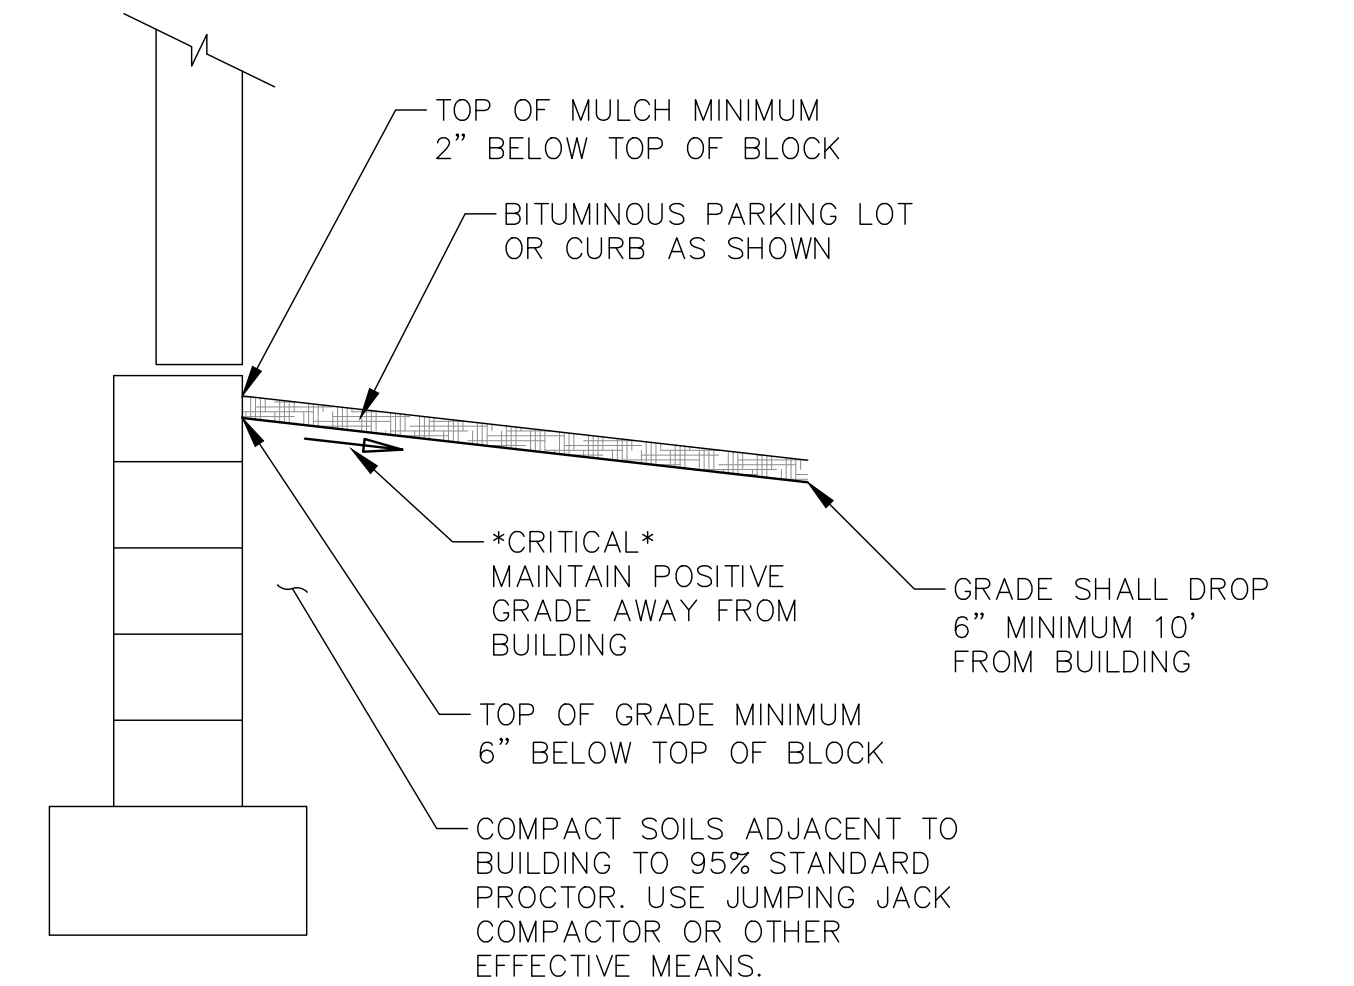 TOP OF MULCH MINIMUM
2” BELOW TOP OF BLOCK
BITUMINOUS PARKING LOT
OR CURB AS SHOWN
*CRITICAL*
MAINTAIN POSITIVE
GRADE AWAY FROM
BUILDING
GRADE SHALL DROP
6” MINIMUM 10’
FROM BUILDING
TOP OF GRADE MINIMUM
6” BELOW TOP OF BLOCK
COMPACT SOILS ADJACENT TO
BUILDING TO 95% STANDARD
PROCTOR. USE JUMPING JACK
COMPACTOR OR OTHER
EFFECTIVE MEANS.